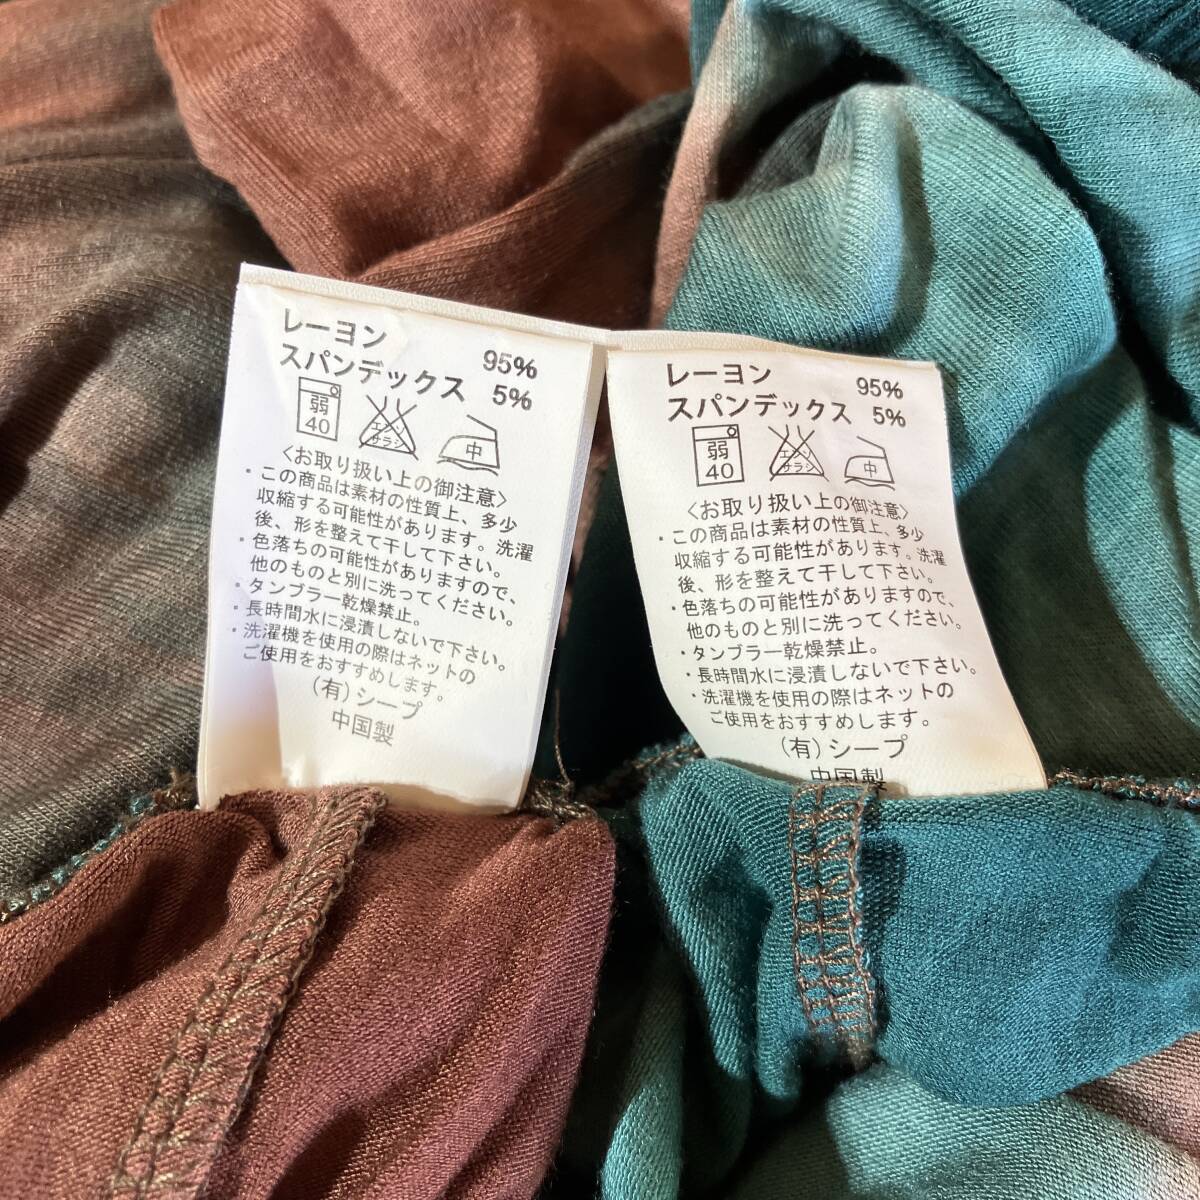 レーヨン 95%
スパンデックス 5%
弱
40
エンソ
サラシ
中
〈お取り扱い上の御注意〉
・この商品は素材の性質上、多少
収縮する可能性があります。洗濯
後、形を整えて干して下さい。
・色落ちの可能性がありますので、
他のものと別に洗ってください。
・タンブラー乾燥禁止。
・長時間水に浸漬しないで下さい。
・洗濯機を使用の際はネットの
ご使用をおすすめします。
(有)シープ
中国製
レーヨン 95%
スパンデックス 5%
弱
40
エンソ
サラシ
中
〈お取り扱い上の御注意〉
・この商品は素材の性質上、多少
収縮する可能性があります。洗濯
後、形を整えて干して下さい。
・色落ちの可能性がありますので、
他のものと別に洗ってください。
・タンブラー乾燥禁止。
・長時間水に浸漬しないで下さい。
・洗濯機を使用の際はネットの
ご使用をおすすめします。
(有)シープ
中国製